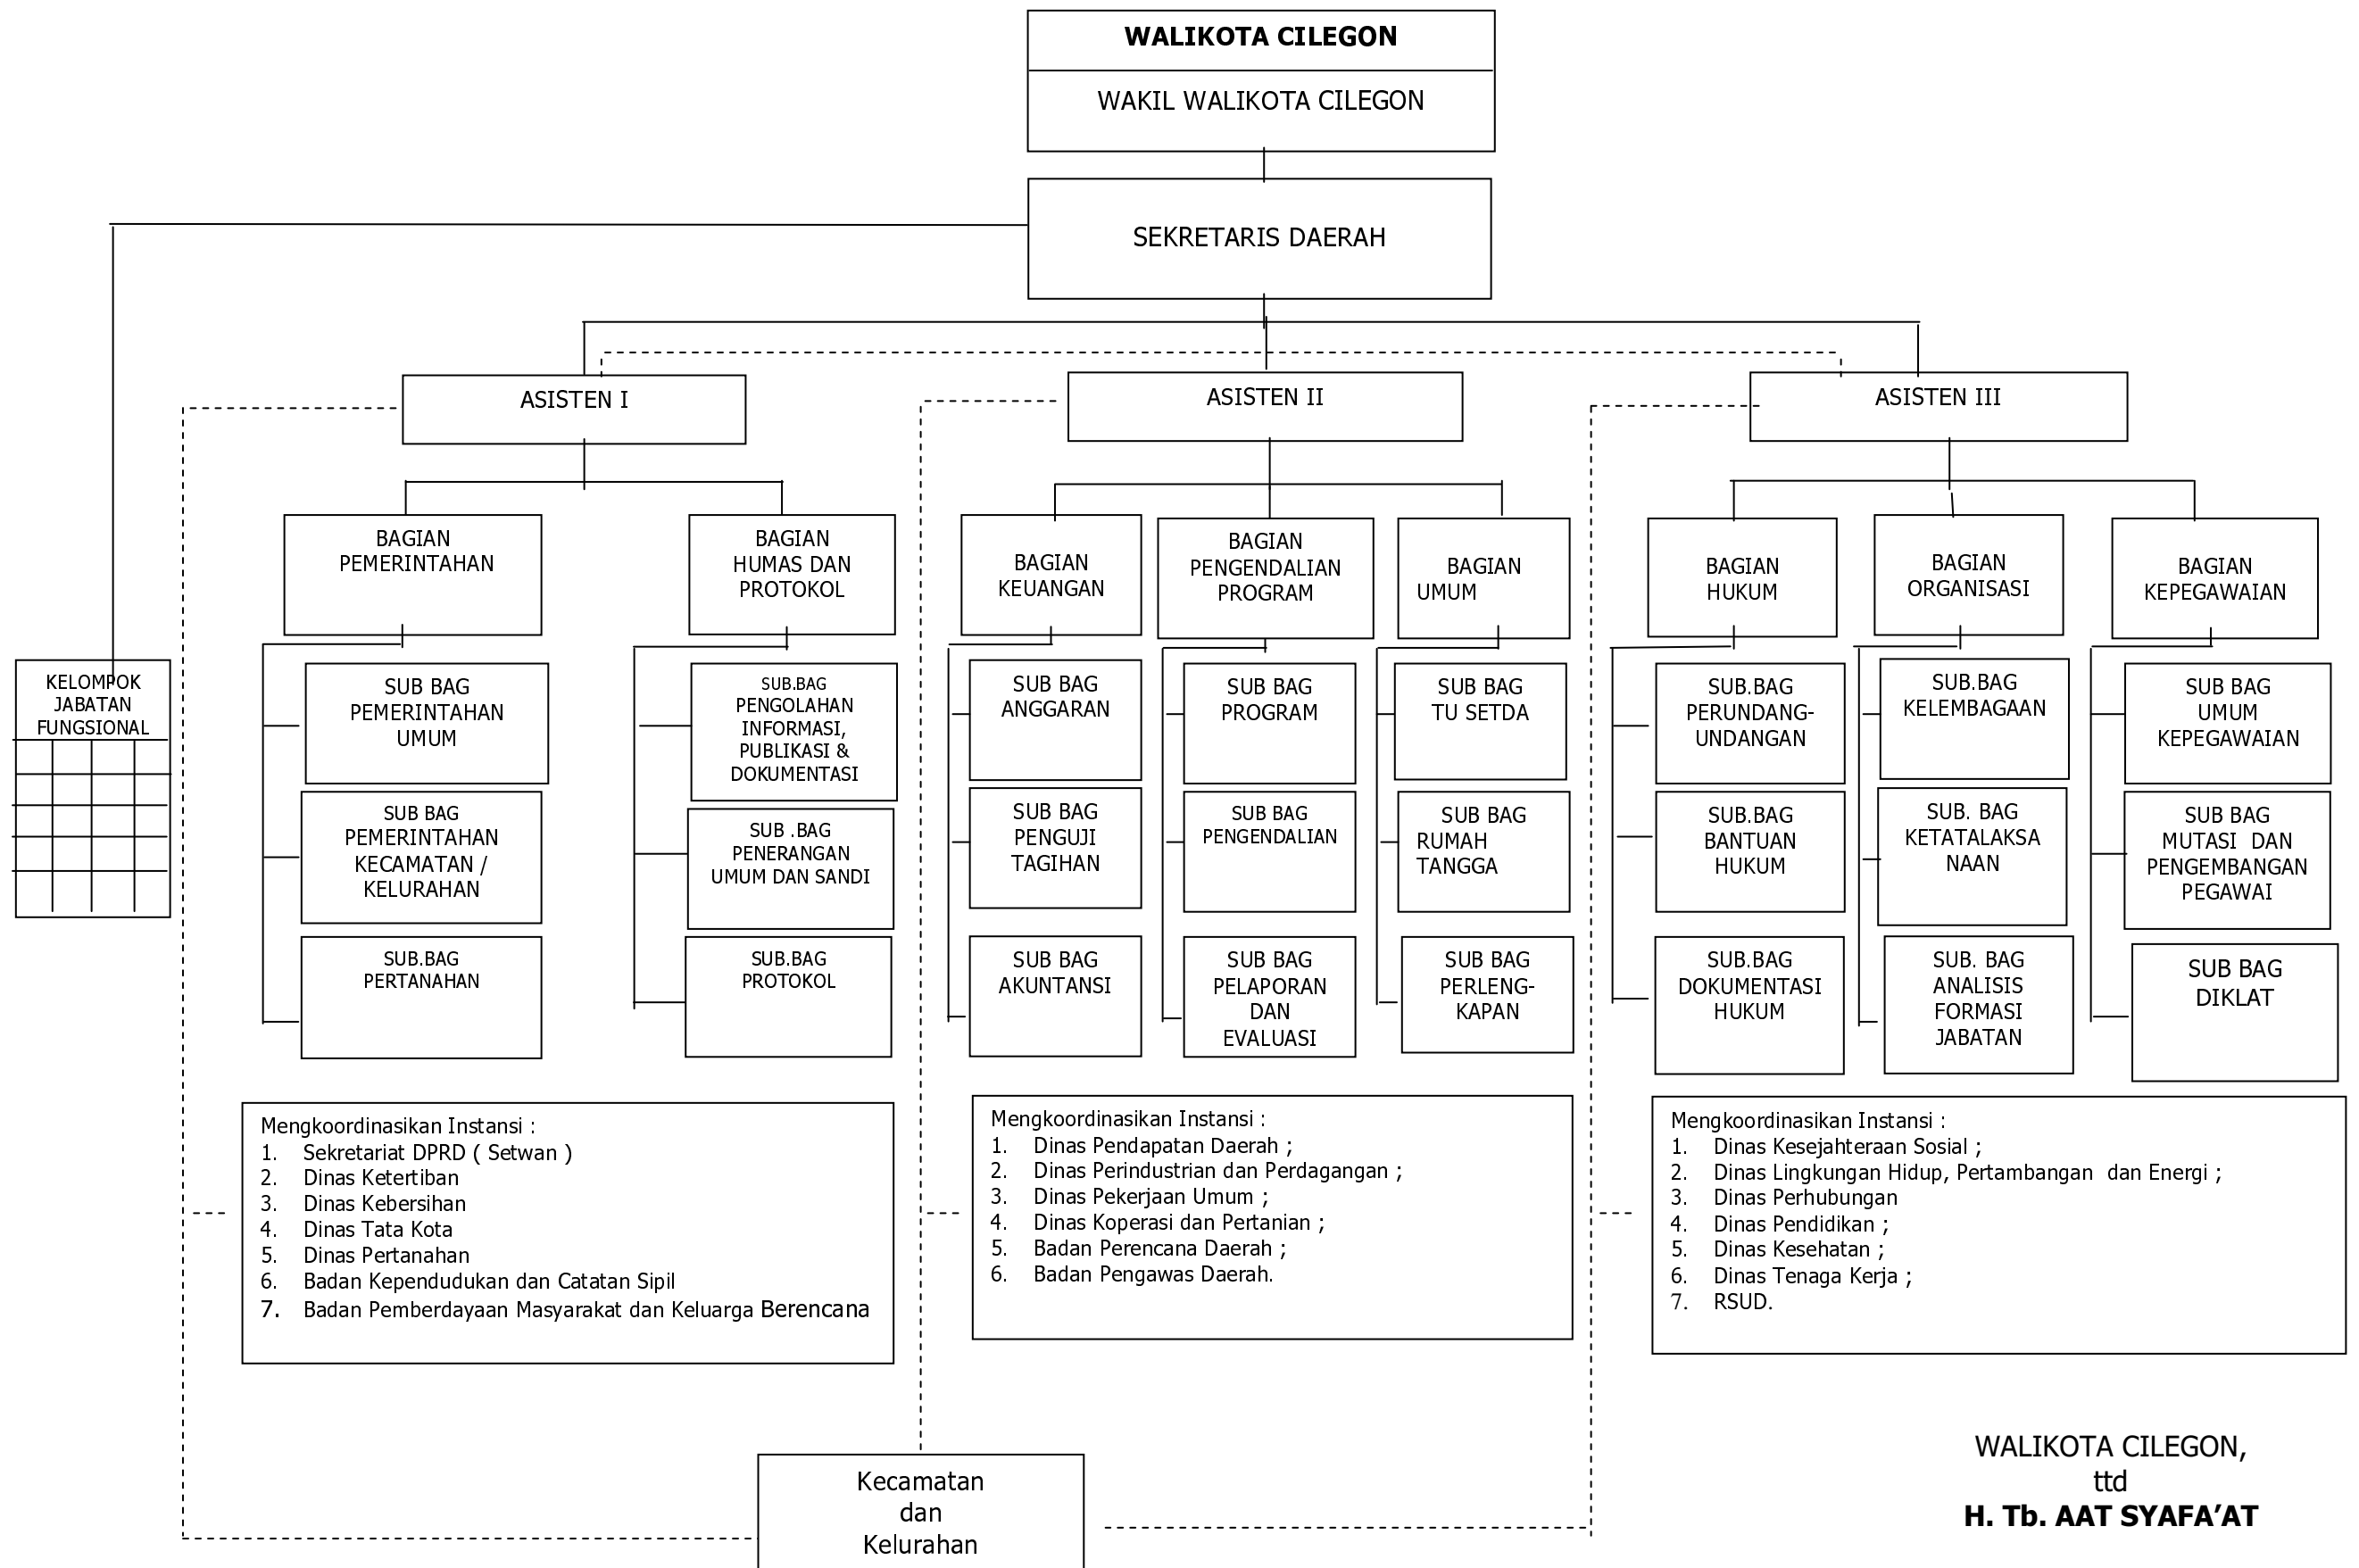 WALIKOTA CILEGON
WAKIL WALIKOTA CILEGON
SEKRETARIS DAERAH
ASISTEN I
ASISTEN II
ASISTEN III
BAGIAN
PEMERINTAHAN
BAGIAN
HUMAS DAN
PROTOKOL
BAGIAN
KEUANGAN
BAGIAN
PENGENDALIAN
PROGRAM
BAGIAN
UMUM
BAGIAN
HUKUM
BAGIAN
ORGANISASI
BAGIAN
KEPEGAWAIAN
KELOMPOK
JABATAN
FUNGSIONAL
SUB BAG
PEMERINTAHAN
UMUM
SUB.BAG
PENGOLAHAN
INFORMASI,
PUBLIKASI &
DOKUMENTASI
SUB BAG
ANGGARAN
SUB BAG
PROGRAM
SUB BAG
TU SETDA
SUB.BAG
PERUNDANG-
UNDANGAN
SUB.BAG
KELEMBAGAAN
SUB BAG
UMUM
KEPEGAWAIAN
SUB BAG
PEMERINTAHAN
KECAMATAN /
KELURAHAN
SUB .BAG
PENERANGAN
UMUM DAN SANDI
SUB BAG
PENGUJI
TAGIHAN
SUB BAG
PENGENDALIAN
SUB BAG
RUMAH
TANGGA
SUB.BAG
BANTUAN
HUKUM
SUB. BAG
KETATALAKSA
NAAN
SUB BAG
MUTASI DAN
PENGEMBANGAN
PEGAWAI
SUB.BAG
PERTANAHAN
SUB.BAG
PROTOKOL
SUB BAG
AKUNTANSI
SUB BAG
PELAPORAN
DAN
EVALUASI
SUB BAG
PERLENG-
KAPAN
SUB.BAG
DOKUMENTASI
HUKUM
SUB. BAG
ANALISIS
FORMASI
JABATAN
SUB BAG
DIKLAT
Mengkoordinasikan Instansi :
1. Sekretariat DPRD ( Setwan )
2. Dinas Ketertiban
3. Dinas Kebersihan
4. Dinas Tata Kota
5. Dinas Pertanahan
6. Badan Kependudukan dan Catatan Sipil
7. Badan Pemberdayaan Masyarakat dan Keluarga Berencana
Mengkoordinasikan Instansi :
1. Dinas Pendapatan Daerah ;
2. Dinas Perindustrian dan Perdagangan ;
3. Dinas Pekerjaan Umum ;
4. Dinas Koperasi dan Pertanian ;
5. Badan Perencana Daerah ;
6. Badan Pengawas Daerah.
Mengkoordinasikan Instansi :
1. Dinas Kesejahteraan Sosial ;
2. Dinas Lingkungan Hidup, Pertambangan dan Energi ;
3. Dinas Perhubungan
4. Dinas Pendidikan ;
5. Dinas Kesehatan ;
6. Dinas Tenaga Kerja ;
7. RSUD.
Kecamatan
dan
Kelurahan
WALIKOTA CILEGON,
ttd
H. Tb. AAT SYAFA’AT